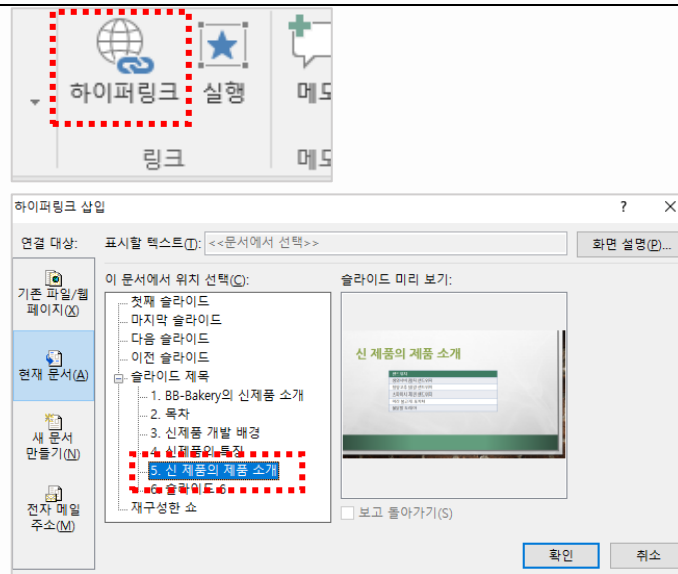 하이퍼링크 실행
링크
하이퍼링크 삽입 ?
연결 대상: 표시할 텍스트(T): <<문서에서 선택>> 화면 설명(P)...
기존 파일/웹
페이지(X)
현재 문서(A)
새 문서
만들기(N)
전자 메일
주소(M)
이 문서에서 위치 선택(C):
첫째 슬라이드
마지막 슬라이드
다음 슬라이드
이전 슬라이드
슬라이드 제목
1. BB-Bakery의 신제품 소개
2. 목차
3. 신제품 개발 배경
4. 신제품의 특징
5. 신 제품의 제품 소개
6. 슬라이드 6
재구성한 쇼
슬라이드 미리 보기:
신 제품의 제품 소개
보고 돌아가기(S)
확인 취소